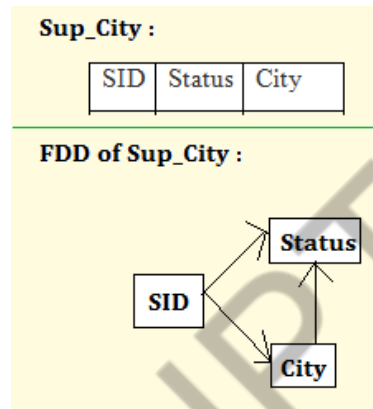 Sup_City :
SID Status City
FDD of Sup_City :
Status
SID
City